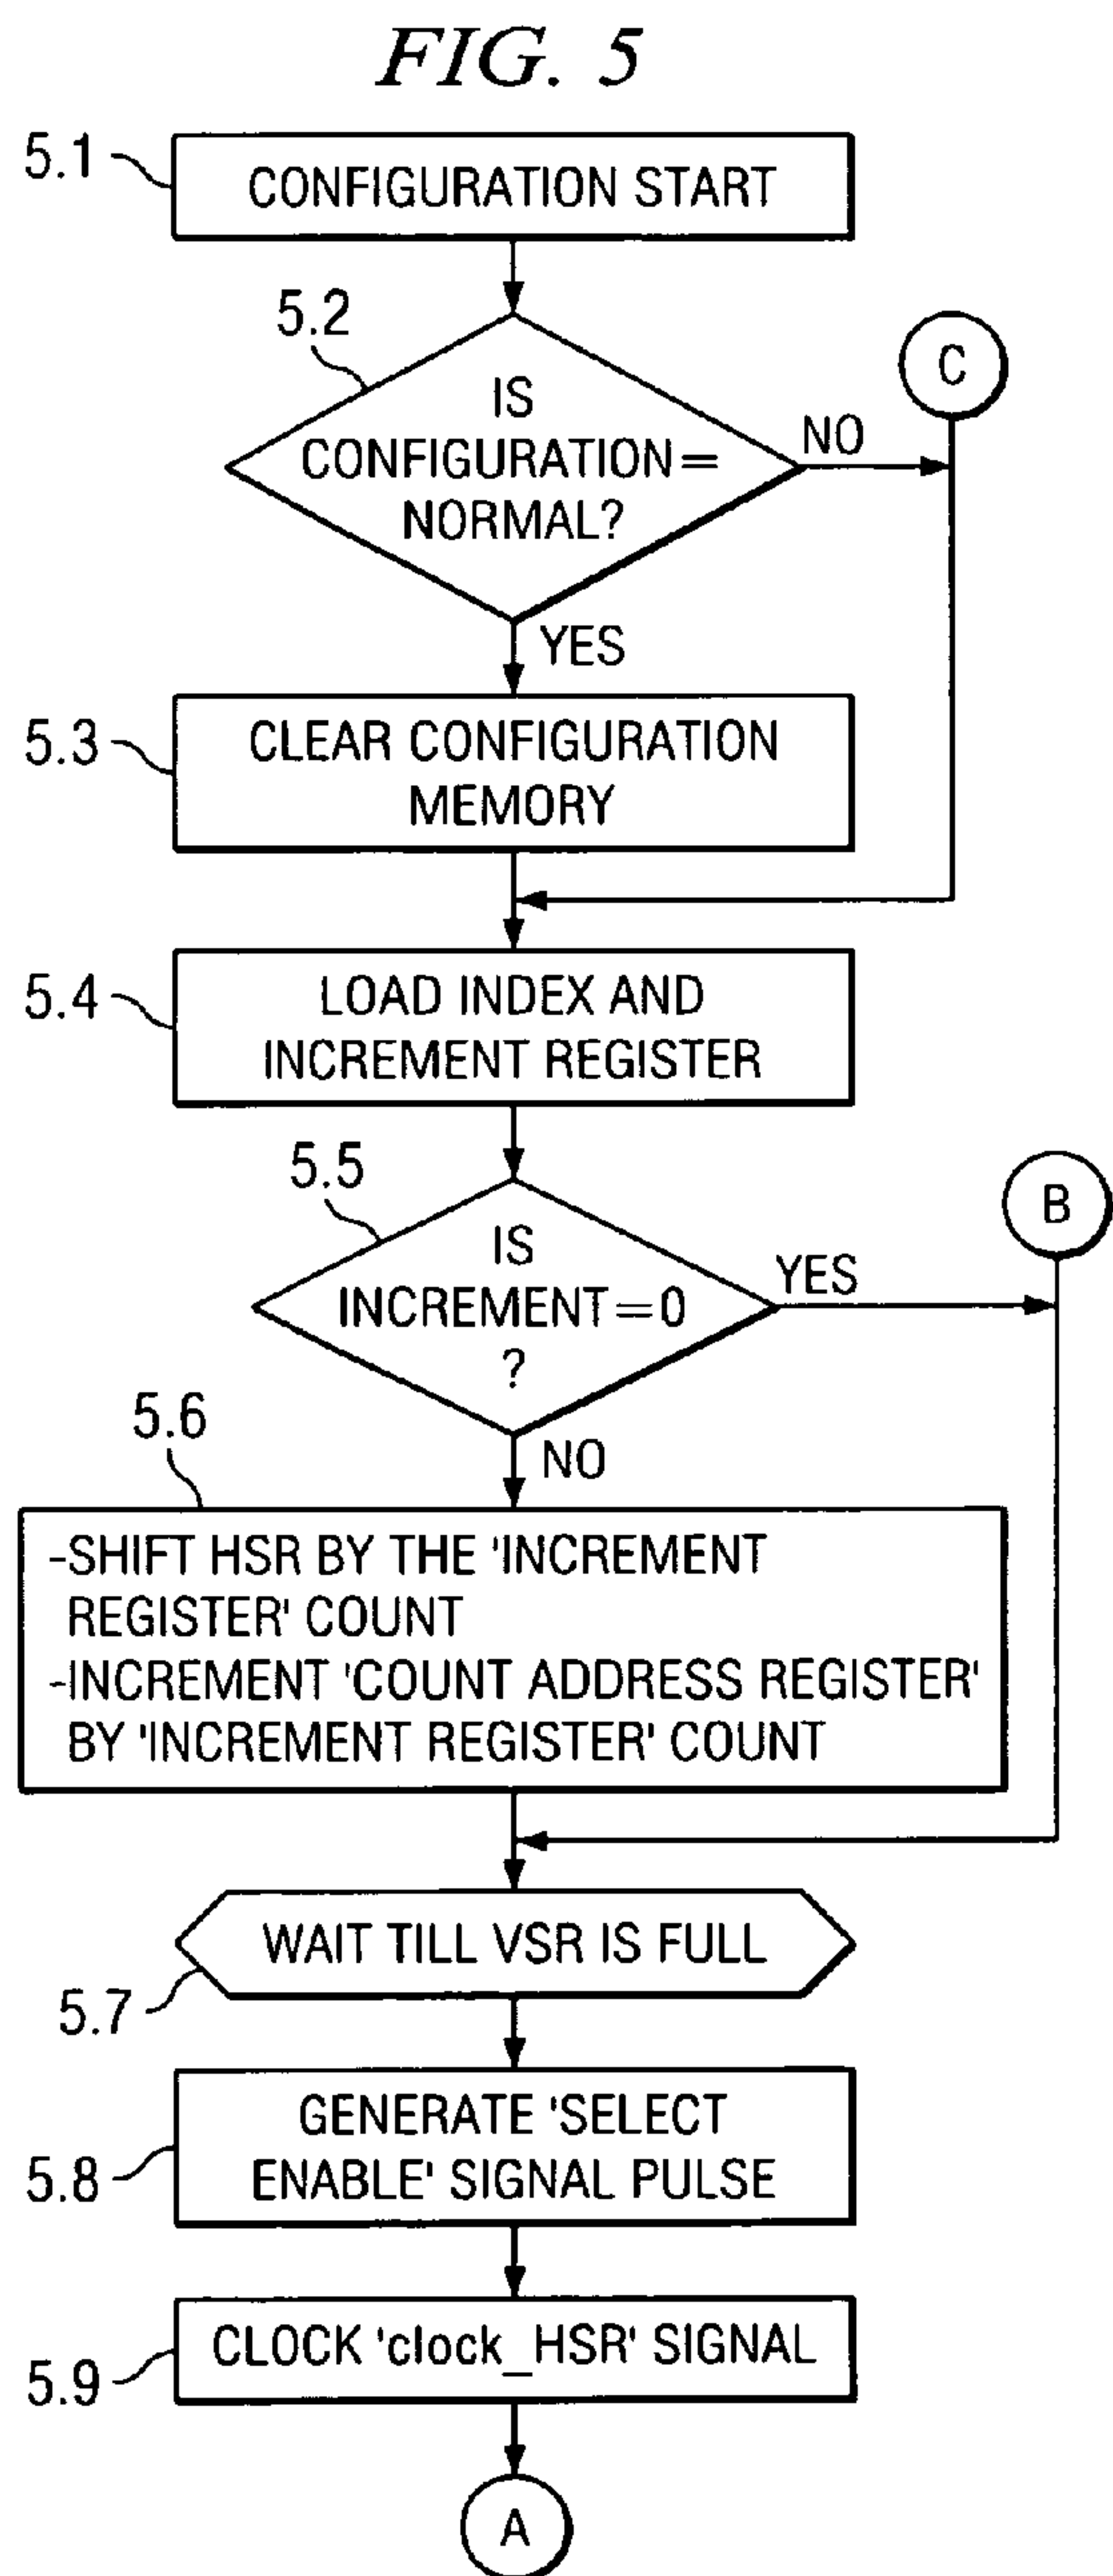 FIG. 5
5.1
CONFIGURATION START
5.2
IS
CONFIGURATION=
NORMAL?
NO
C
YES
5.3
CLEAR CONFIGURATION
MEMORY
5.4
LOAD INDEX AND
INCREMENT REGISTER
5.5
IS
INCREMENT=0
?
YES
B
NO
5.6
-SHIFT HSR BY THE 'INCREMENT
REGISTER' COUNT
-INCREMENT 'COUNT ADDRESS REGISTER'
BY 'INCREMENT REGISTER' COUNT
WAIT TILL VSR IS FULL
5.7
GENERATE 'SELECT
ENABLE' SIGNAL PULSE
5.8
CLOCK 'clock_HSR' SIGNAL
5.9
A